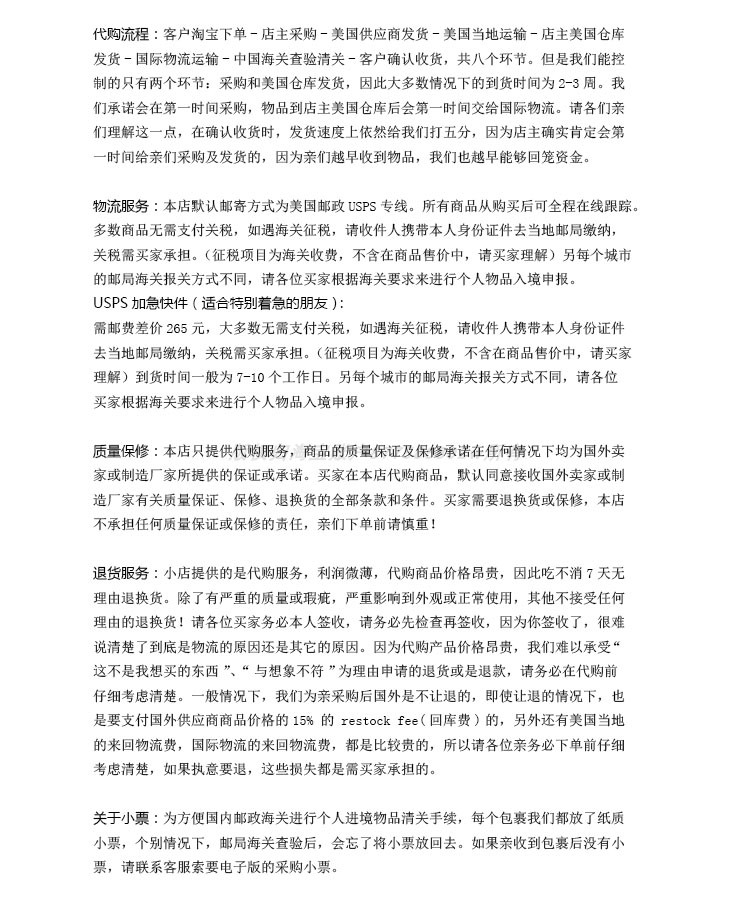 代购流程：客户淘宝下单－店主采购－美国供应商发货－美国当地运输－店主美国仓库
发货－国际物流运输－中国海关查验清关－客户确认收货，共八个环节。但是我们能控
制的只有两个环节：采购和美国仓库发货，因此大多数情况下的到货时间为2-3周。我
们承诺会在第一时间采购，物品到店主美国仓库后会第一时间交给国际物流。请各们亲
们理解这一点，在确认收货时，发货速度上依然给我们打五分，因为店主确实肯定会第
一时间给亲们采购及发货的，因为亲们越早收到物品，我们也越早能够回笼资金。
物流服务：本店默认邮寄方式为美国邮政USPS专线。所有商品从购买后可全程在线跟踪。
多数商品无需支付关税，如遇海关征税，请收件人携带本人身份证件去当地邮局缴纳，
关税需买家承担。（征税项目为海关收费，不含在商品售价中，请买家理解）另每个城市
的邮局海关报关方式不同，请各位买家根据海关要求来进行个人物品入境申报。
USPS加急快件（适合特别着急的朋友）：
需邮费差价265元，大多数无需支付关税，如遇海关征税，请收件人携带本人身份证件
去当地邮局缴纳，关税需买家承担。（征税项目为海关收费，不含在商品售价中，请买家
理解）到货时间一般为7-10个工作日。另每个城市的邮局海关报关方式不同，请各位
买家根据海关要求来进行个人物品入境申报。
质量保修：本店只提供代购服务，商品的质量保证及保修承诺在任何情况下均为国外卖
家或制造厂家所提供的保证或承诺。买家在本店代购商品，默认同意接收国外卖家或制
造厂家有关质量保证、保修、退换货的全部条款和条件。买家需要退换货或保修，本店
不承担任何质量保证或保修的责任，亲们下单前请慎重！
退货服务：小店提供的是代购服务，利润微薄，代购商品价格昂贵，因此吃不消7天无
理由退换货。除了有严重的质量或瑕疵，严重影响到外观或正常使用，其他不接受任何
理由的退换货！请各位买家务必本人签收，请务必先检查再签收，因为你签收了，很难
说清楚了到底是物流的原因还是其它的原因。因为代购产品价格昂贵，我们难以承受“
这不是我想买的东西”、“与想象不符”为理由申请的退货或是退款，请务必在代购前
仔细考虑清楚。一般情况下，我们为亲采购后国外是不让退的，即使让退的情况下，也
是要支付国外供应商商品价格的15% 的 restock fee(回库费）的，另外还有美国当地
的来回物流费，国际物流的来回物流费，都是比较贵的，所以请各位亲务必下单前仔细
考虑清楚，如果执意要退，这些损失都是需买家承担的。
关于小票：为方便国内邮政海关进行个人进境物品清关手续，每个包裹我们都放了纸质
小票，个别情况下，邮局海关查验后，会忘了将小票放回去。如果亲收到包裹后没有小
票，请联系客服索要电子版的采购小票。